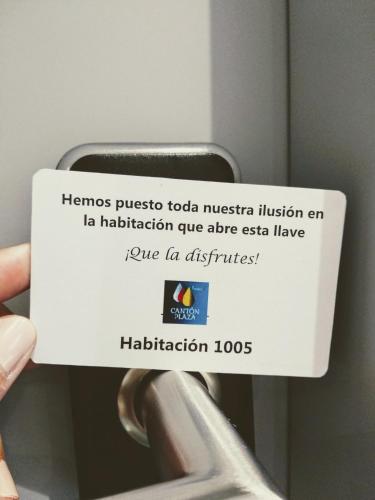 Hemos puesto toda nuestra ilusión en
la habitación que abre esta llave
¡Que la disfrutes!
CANTÓN
PLAZA
Habitación 1005